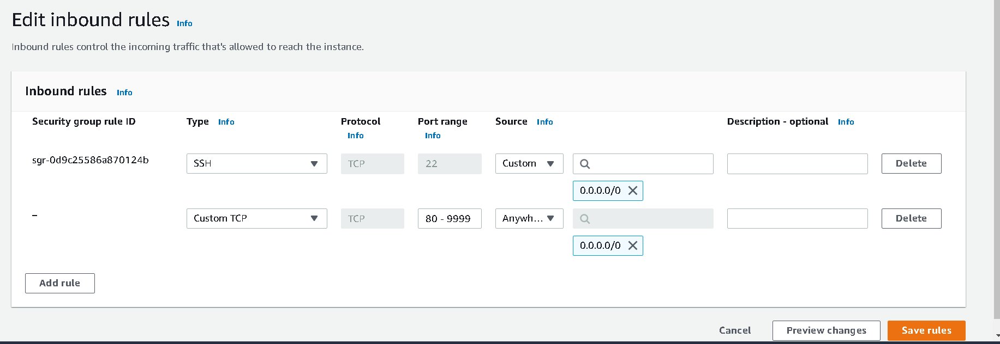 Edit inbound rules Info
Inbound rules control the incoming traffic that's allowed to reach the instance.
Inbound rules Info
Security group rule ID Type Info Protocol Info Port range Info Source Info Description - optional Info
sgr-0d9c25586a870124b SSH TCP 22 Custom Delete
0.0.0.0/0
– Custom TCP TCP 80 - 9999 Anywh... Delete
0.0.0.0/0
Add rule
Cancel Preview changes Save rules